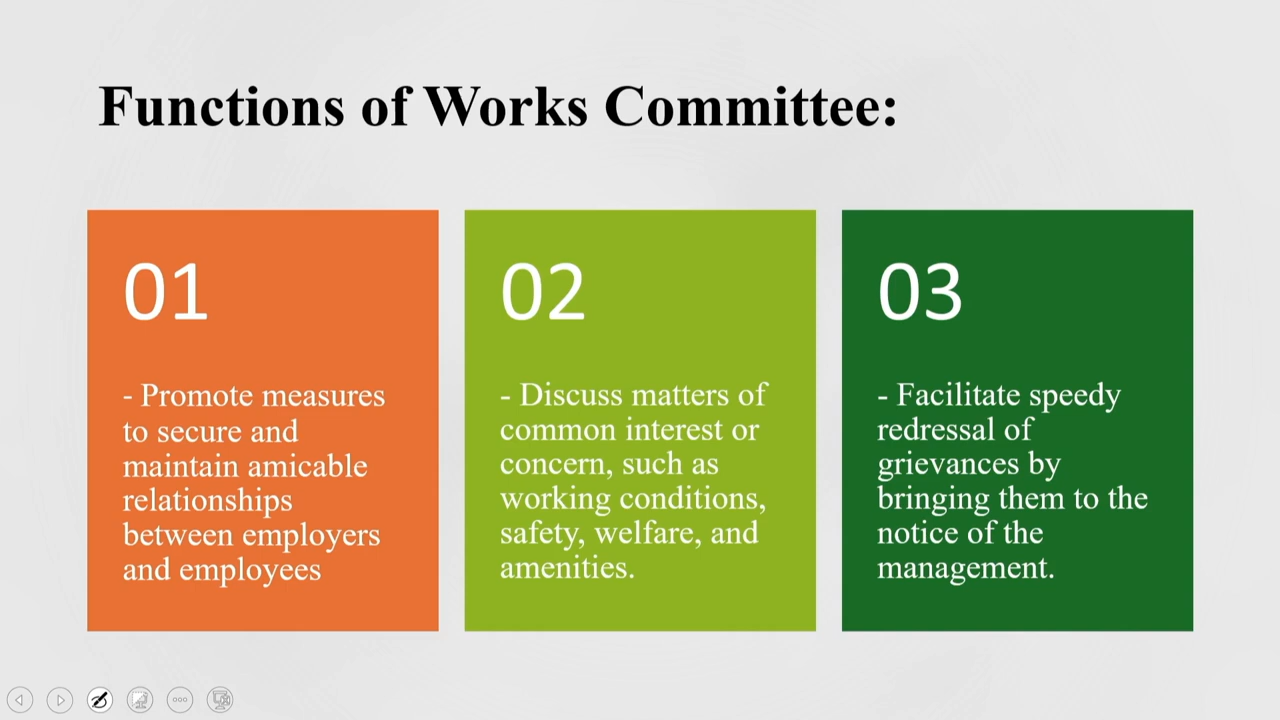 Functions of Works Committee:
01
- Promote measures
to secure and
maintain amicable
relationships
between employers
and employees
02
- Discuss matters of
common interest or
concern, such as
working conditions,
safety, welfare, and
amenities.
03
- Facilitate speedy
redressal of
grievances by
bringing them to the
notice of the
management.